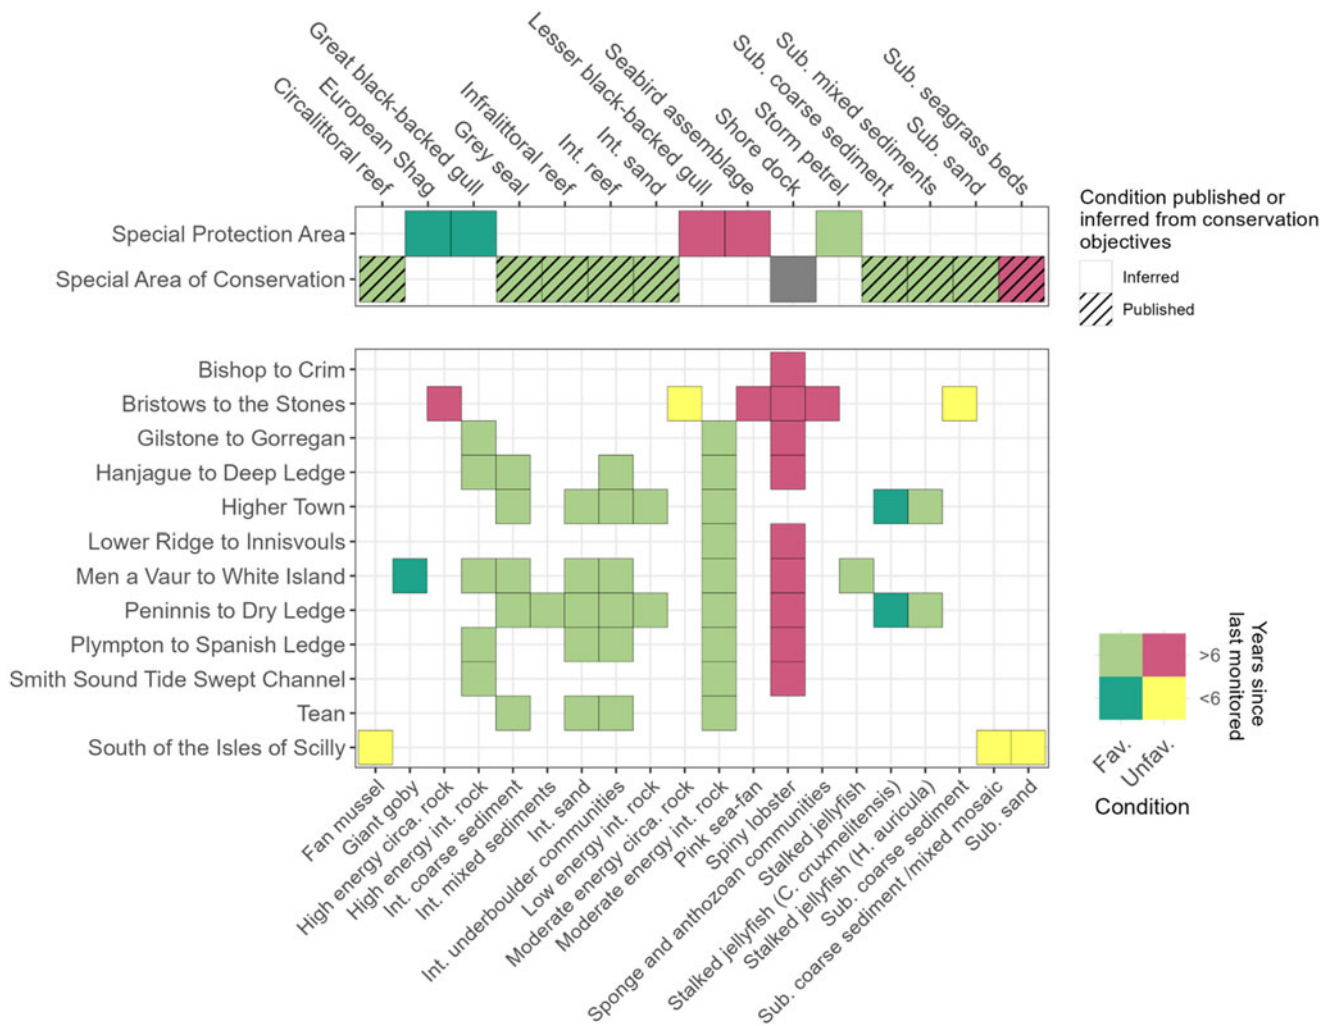 Circalittoral reef
European Shag
Great black-backed gull
Grey seal
Infralittoral reef
Int. reef
Int. sand
Lesser black-backed gull
Seabird assemblage
Shore dock
Storm petrel
Sub. coarse sediment
Sub. mixed sediments
Sub. sand
Sub. seagrass beds
Special Protection Area
Special Area of Conservation
Condition published or
inferred from conservation
objectives
Inferred
Published
Bishop to Crim
Bristows to the Stones
Gilstone to Gorregan
Hanjague to Deep Ledge
Higher Town
Lower Ridge to Innisvouls
Men a Vaur to White Island
Peninnis to Dry Ledge
Plympton to Spanish Ledge
Smith Sound Tide Swept Channel
Tean
South of the Isles of Scilly
Fan mussel
Giant goby
High energy circa. rock
High energy int. rock
Int. coarse sediment
Int. mixed sediments
Int. sand
Int. underboulder communities
Low energy int. rock
Moderate energy circa. rock
Moderate energy int. rock
Pink sea-fan
Spiny lobster
Sponge and anthozoan communities
Stalked jellyfish
Stalked jellyfish (C. cruxmelitensis)
Stalked jellyfish (H. auricula)
Sub. coarse sediment
Sub. coarse sediment /mixed mosaic
Sub. sand
>6
<6
Years since
last monitored
Fav.
Unfav.
Condition